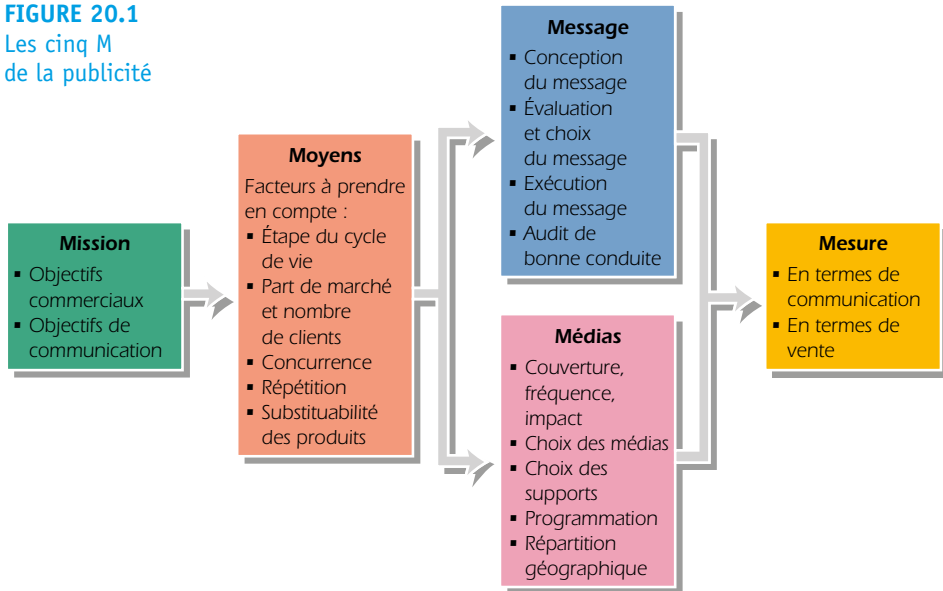 FIGURE 20.1
Les cinq M
de la publicité
Mission
▪ Objectifs
commerciaux
▪ Objectifs de
communication
Moyens
Facteurs à prendre
en compte :
▪ Étape du cycle
de vie
▪ Part de marché
et nombre
de clients
▪ Concurrence
▪ Répétition
▪ Substituabilité
des produits
Message
▪ Conception
du message
▪ Évaluation
et choix
du message
▪ Exécution
du message
▪ Audit de
bonne conduite
Médias
▪ Couverture,
fréquence,
impact
▪ Choix des médias
▪ Choix des
supports
▪ Programmation
▪ Répartition
géographique
Mesure
▪ En termes de
communication
▪ En termes de
vente